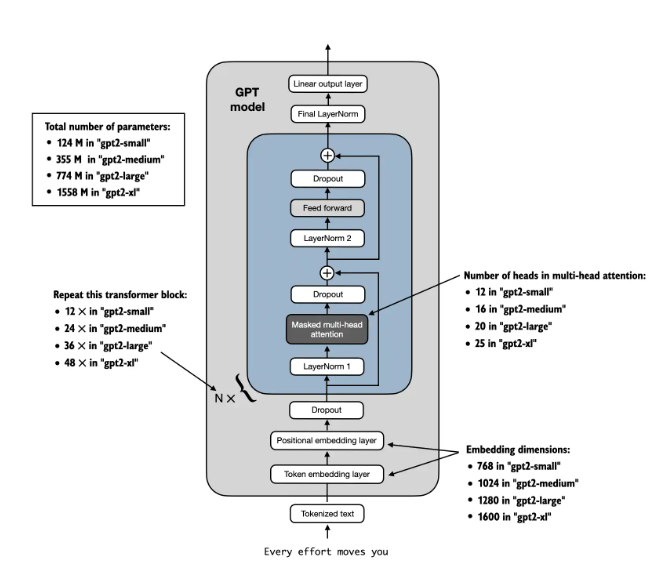 Linear output layer
GPT
model
Final LayerNorm
Total number of parameters:
• 124 M in "gpt2-small"
• 355 M in "gpt2-medium"
• 774 M in "gpt2-large"
• 1558 M in "gpt2-xl"
+
Dropout
Feed forward
LayerNorm 2
+
Dropout
Masked multi-head
attention
LayerNorm 1
Number of heads in multi-head attention:
• 12 in "gpt2-small"
• 16 in "gpt2-medium"
• 20 in "gpt2-large"
• 25 in "gpt2-xl"
Repeat this transformer block:
• 12 × in "gpt2-small"
• 24 × in "gpt2-medium"
• 36 × in "gpt2-large"
• 48 × in "gpt2-xl"
N × {
Dropout
Positional embedding layer
Token embedding layer
Embedding dimensions:
• 768 in "gpt2-small"
• 1024 in "gpt2-medium"
• 1280 in "gpt2-large"
• 1600 in "gpt2-xl"
Tokenized text
Every effort moves you